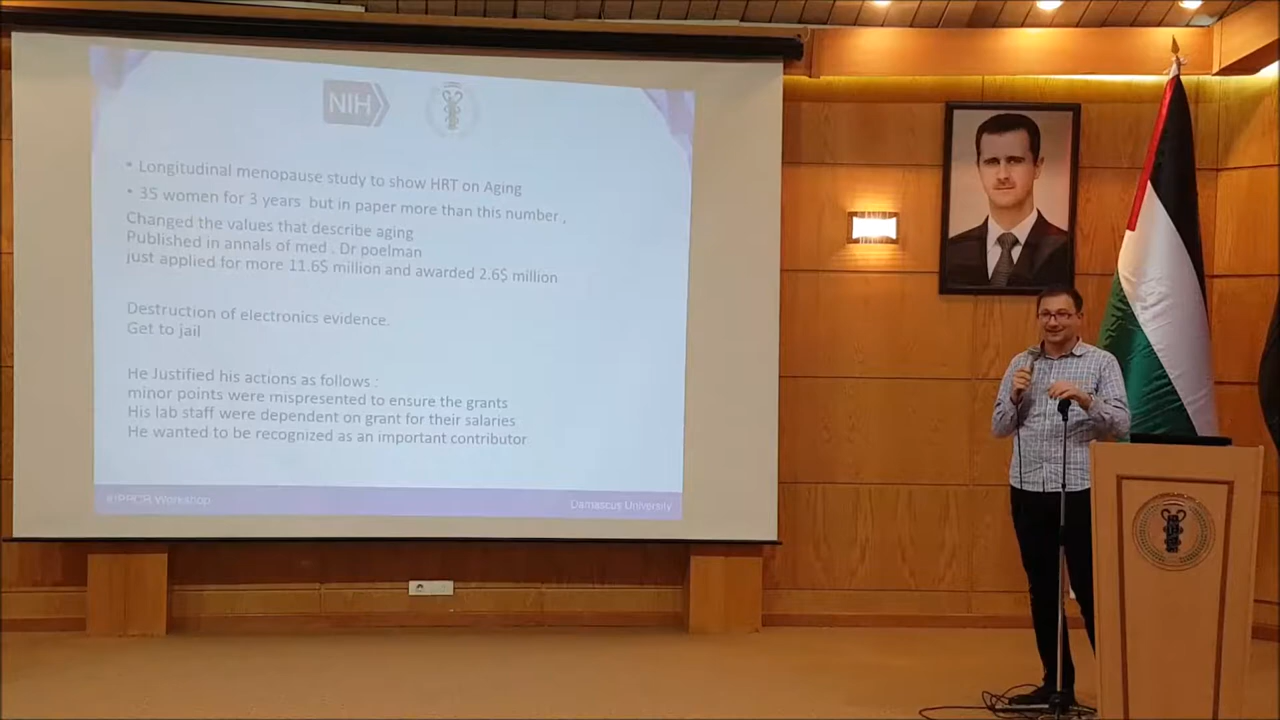 NIH
• Longitudinal menopause study to show HRT on Aging
• 35 women for 3 years but in paper more than this number ,
Changed the values that describe aging
Published in annals of med . Dr poelman
just applied for more 11.6$ million and awarded 2.6$ million
Destruction of electronics evidence.
Get to jail
He Justified his actions as follows :
minor points were mispresented to ensure the grants
His lab staff were dependent on grant for their salaries
He wanted to be recognized as an important contributor
Workshop
Damascus University